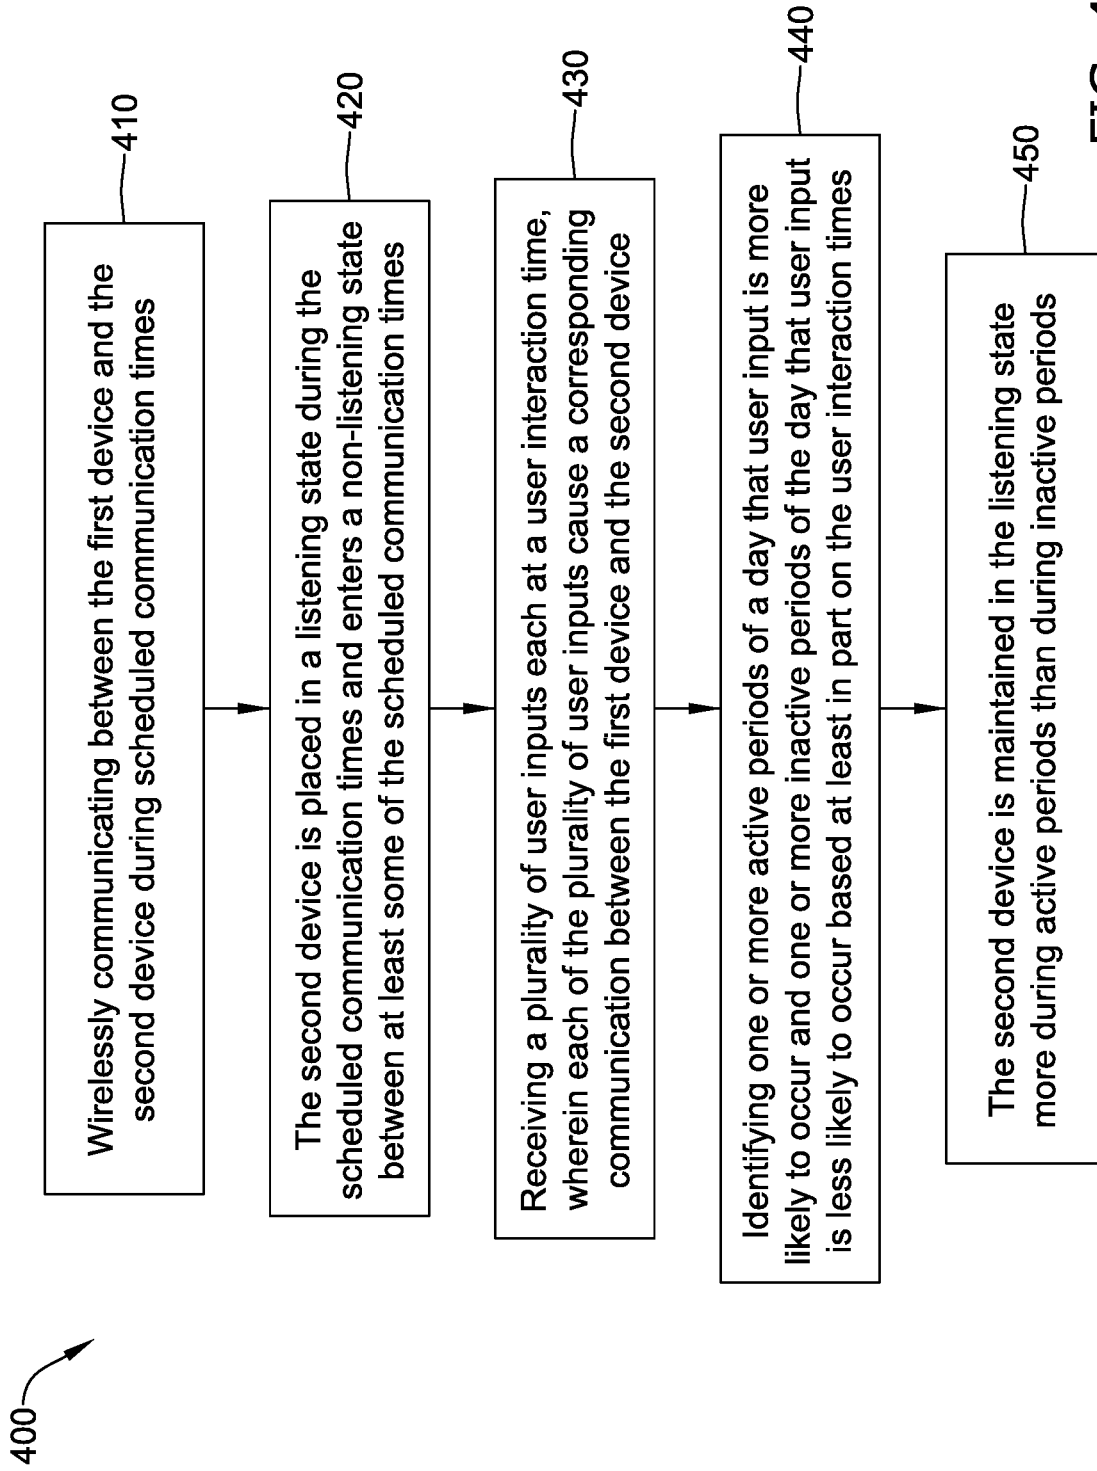 400
410
Wirelessly communicating between the first device and the
second device during scheduled communication times
420
The second device is placed in a listening state during the
scheduled communication times and enters a non-listening state
between at least some of the scheduled communication times
430
Receiving a plurality of user inputs each at a user interaction time,
wherein each of the plurality of user inputs cause a corresponding
communication between the first device and the second device
440
Identifying one or more active periods of a day that user input is more
likely to occur and one or more inactive periods of the day that user input
is less likely to occur based at least in part on the user interaction times
450
The second device is maintained in the listening state
more during active periods than during inactive periods
FIG.